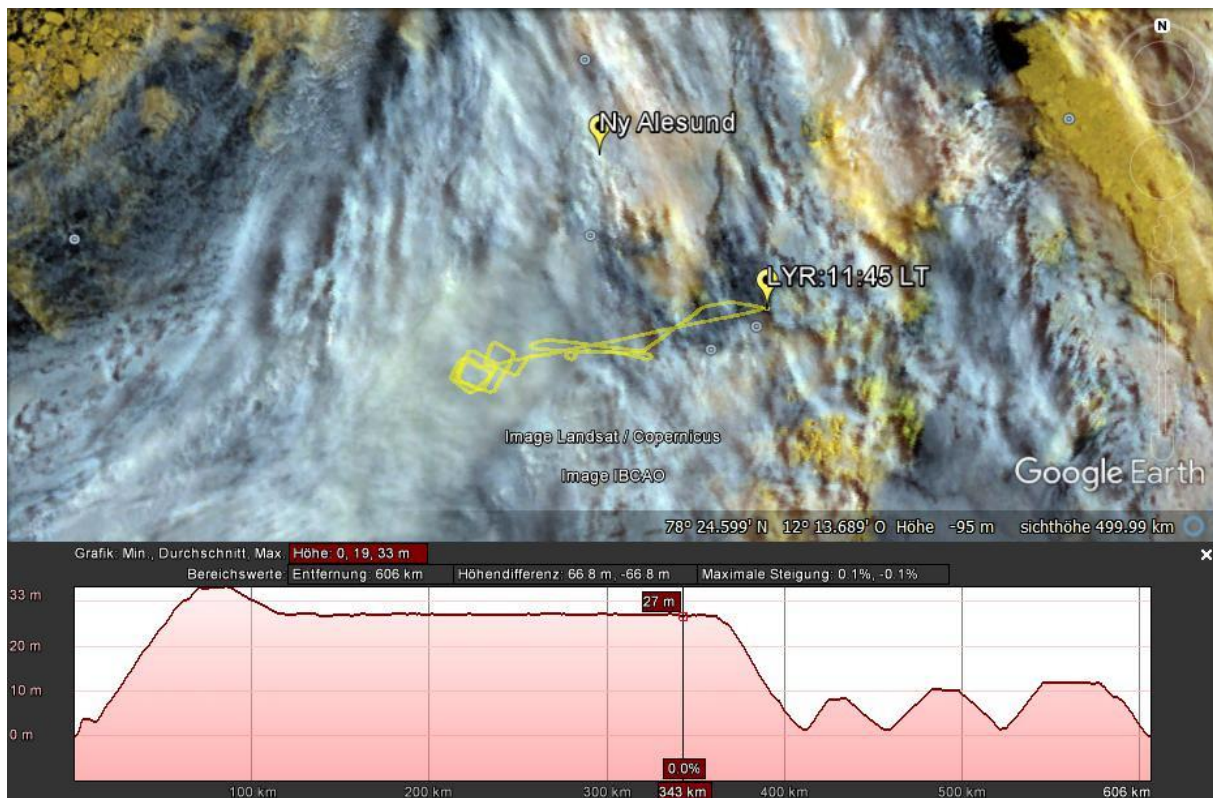 N
Ny Alesund
LYR:11:45 LT
Image Landsat / Copernicus
Image IBCAO
Google Earth
78° 24.599' N 12° 13.689' O Höhe -95 m sichthöhe 499.99 km
Grafik: Min., Durchschnitt, Max. Höhe: 0, 19, 33 m
Bereichswerte: Entfernung: 606 km Höhendifferenz: 66.8 m, -66.8 m Maximale Steigung: 0.1%, -0.1%
33 m
27 m
20 m
10 m
0 m
0.0%
100 km 200 km 300 km 343 km 400 km 500 km 606 km